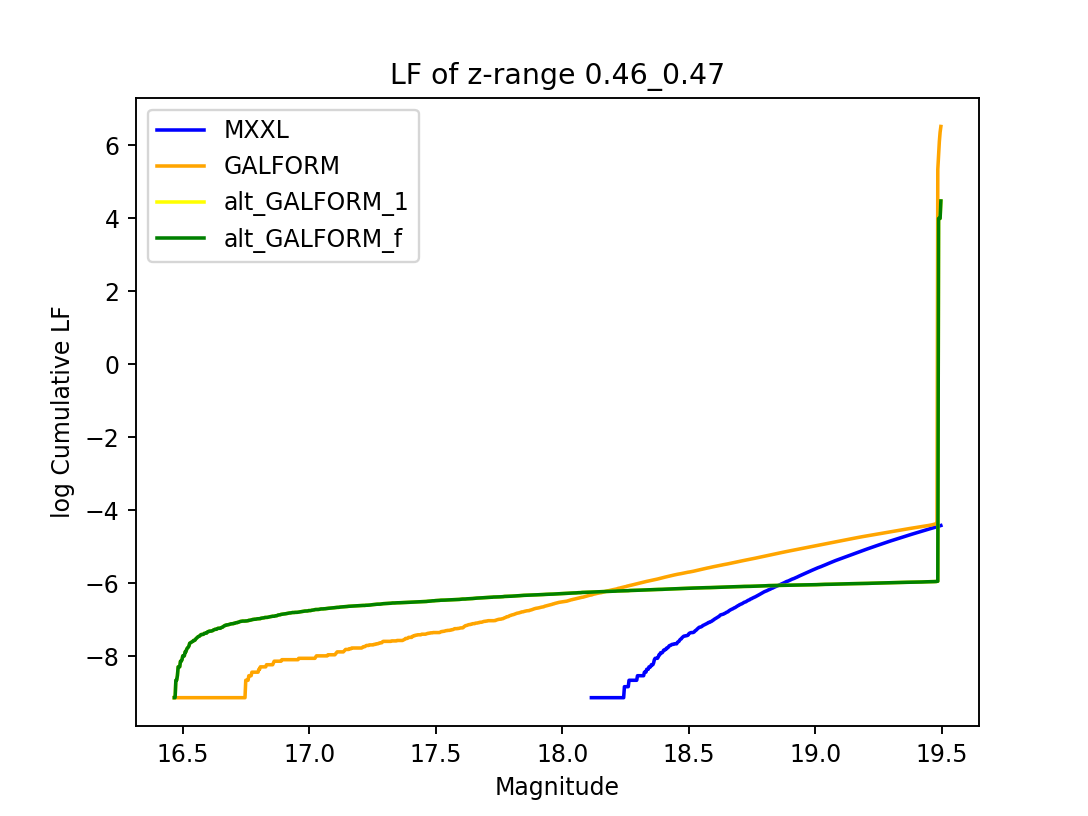 LF of z-range 0.46_0.47
MXXL
GALFORM
alt_GALFORM_1
alt_GALFORM_f
log Cumulative LF
6
4
2
0
−2
−4
−6
−8
16.5 17.0 17.5 18.0 18.5 19.0 19.5
Magnitude